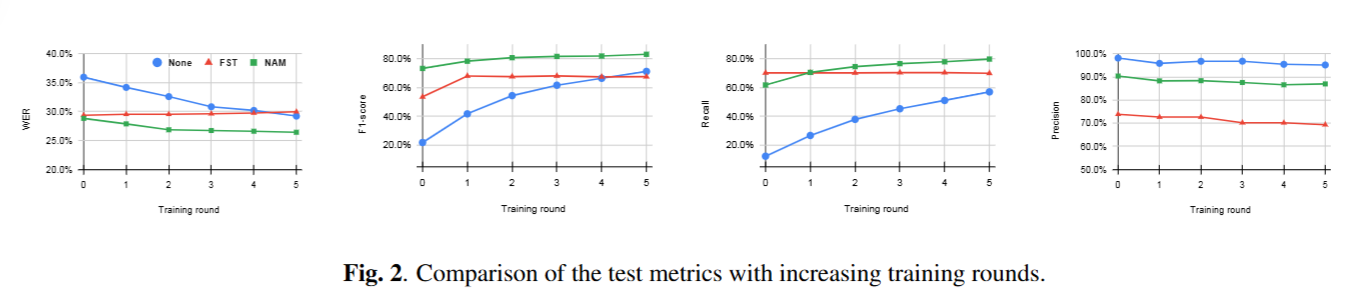 40.0%
35.0%
30.0%
25.0%
20.0%
WER
None FST NAM
0 1 2 3 4 5
Training round
80.0%
60.0%
40.0%
20.0%
F1-score
0 1 2 3 4 5
Training round
80.0%
60.0%
40.0%
20.0%
Recall
0 1 2 3 4 5
Training round
100.0%
90.0%
80.0%
70.0%
60.0%
50.0%
Precision
0 1 2 3 4 5
Training round
Fig. 2. Comparison of the test metrics with increasing training rounds.